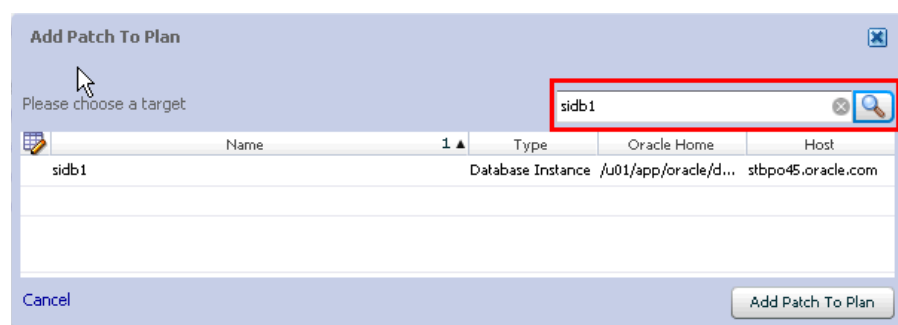 Add Patch To Plan
Please choose a target
sidb1
Name 1 Type Oracle Home Host
sidb1 Database Instance /u01/app/oracle/d... stbpo45.oracle.com
Cancel Add Patch To Plan